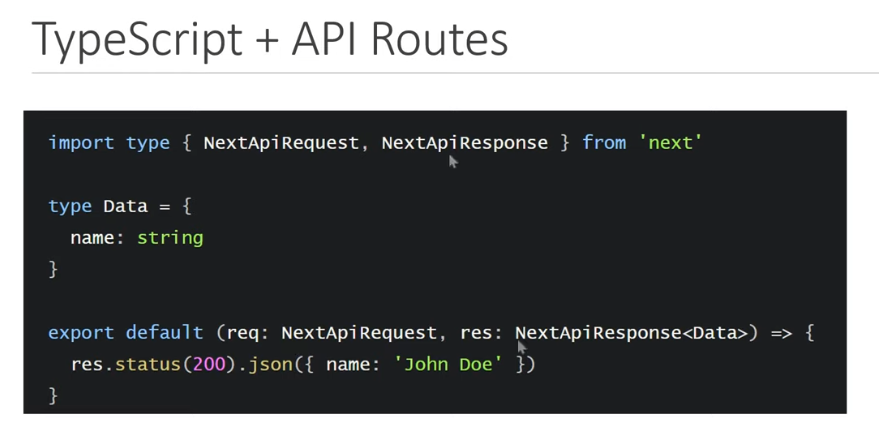 TypeScript + API Routes
import type { NextApiRequest, NextApiResponse } from 'next'
type Data = {
name: string
}
export default (req: NextApiRequest, res: NextApiResponse<Data>) => {
res.status(200).json({ name: 'John Doe' })
}